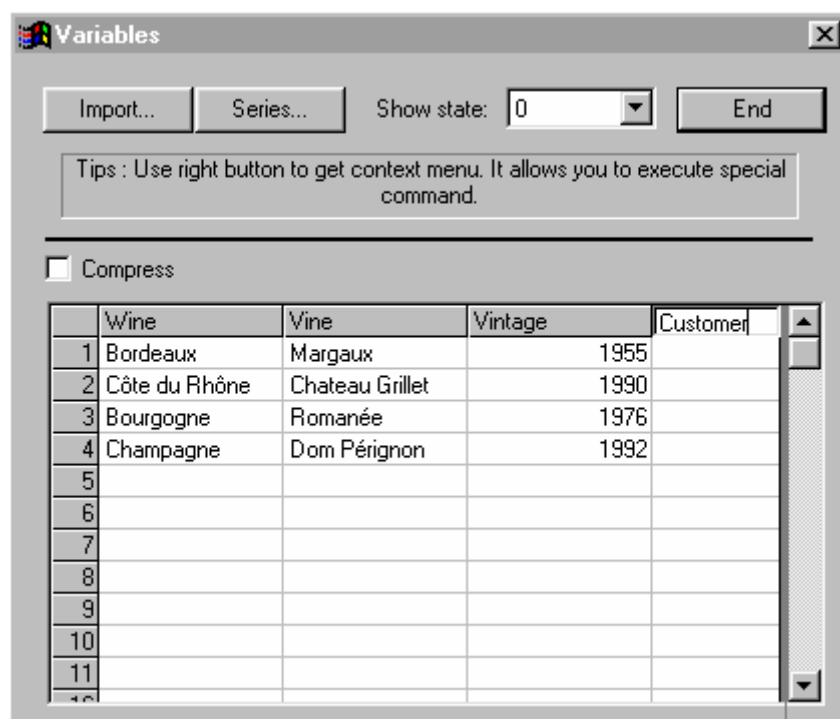 Variables
Import... Series... Show state: 0 End
Tips : Use right button to get context menu. It allows you to execute special
command.
Compress
Wine Vine Vintage Customer
1 Bordeaux Margaux 1955
2 Côte du Rhône Chateau Grillet 1990
3 Bourgogne Romanée 1976
4 Champagne Dom Pérignon 1992
5
6
7
8
9
10
11